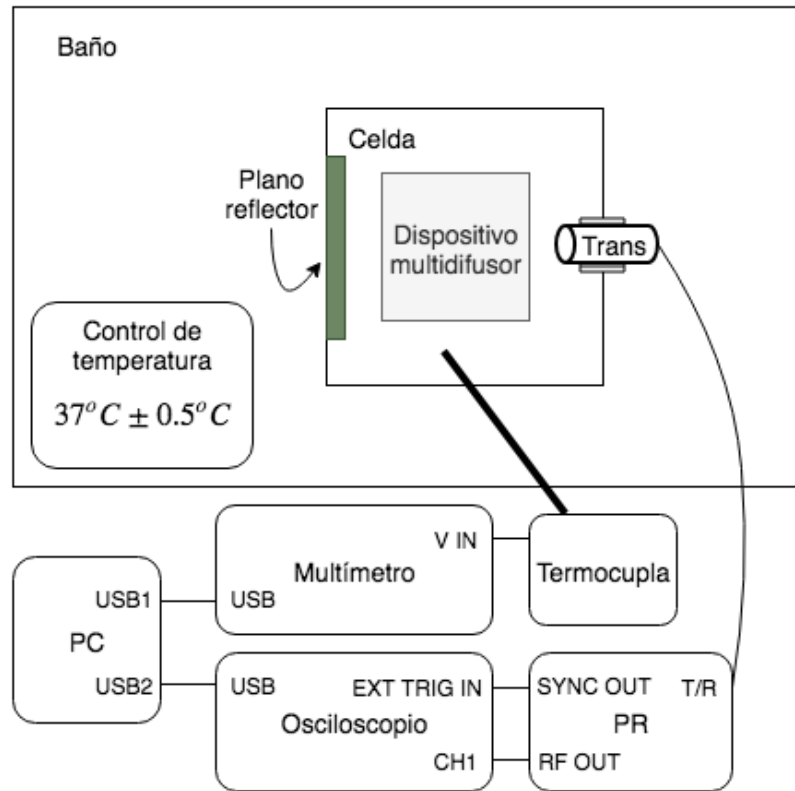 Baño
Celda
Plano
reflector
Dispositivo
multidifusor
Trans
Control de
temperatura
37° C ± 0.5° C
V IN
Multímetro
Termocupla
USB1
USB
PC
USB2
USB
EXT TRIG IN
SYNC OUT
T/R
Osciloscopio
PR
CH1
RF OUT